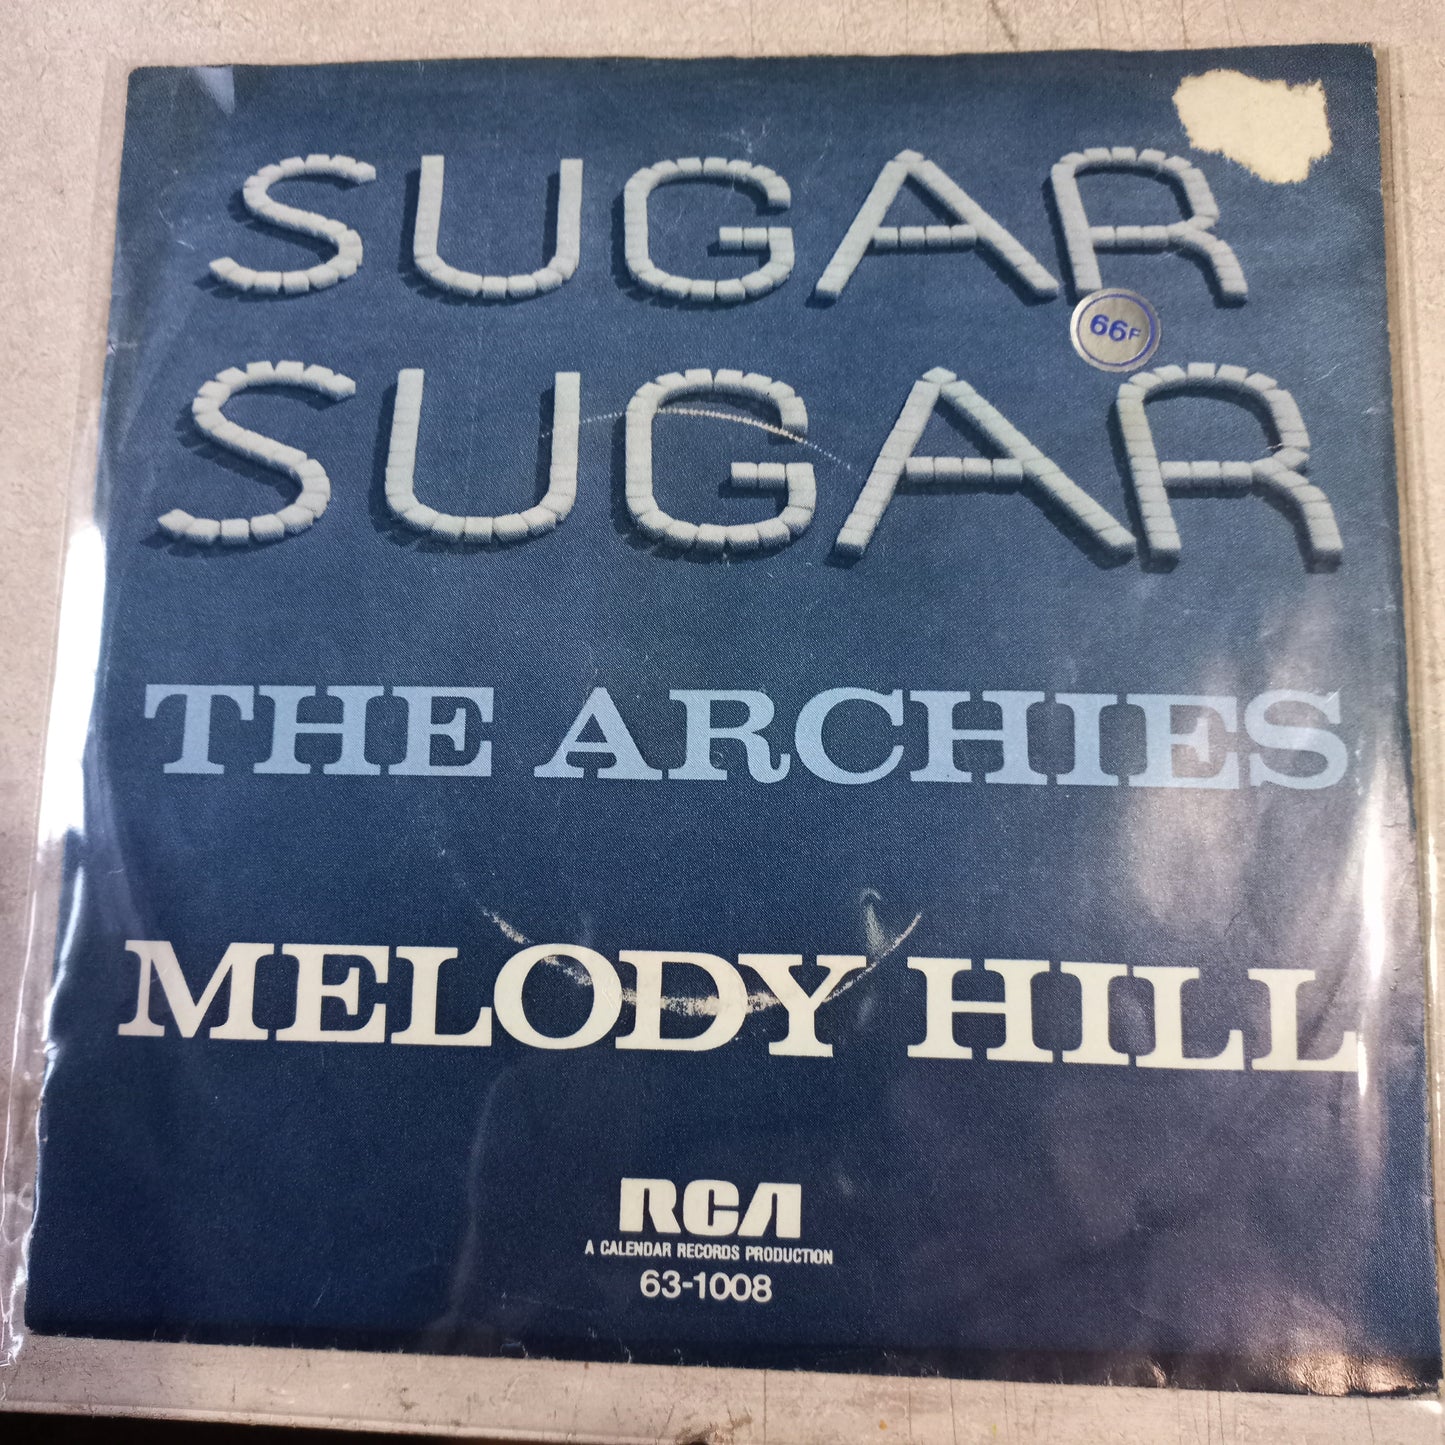 SUGAR
66F
SUGAR
THE ARCHIES
MELODY HILL
RCA
A CALENDAR RECORDS PRODUCTION
63-1008